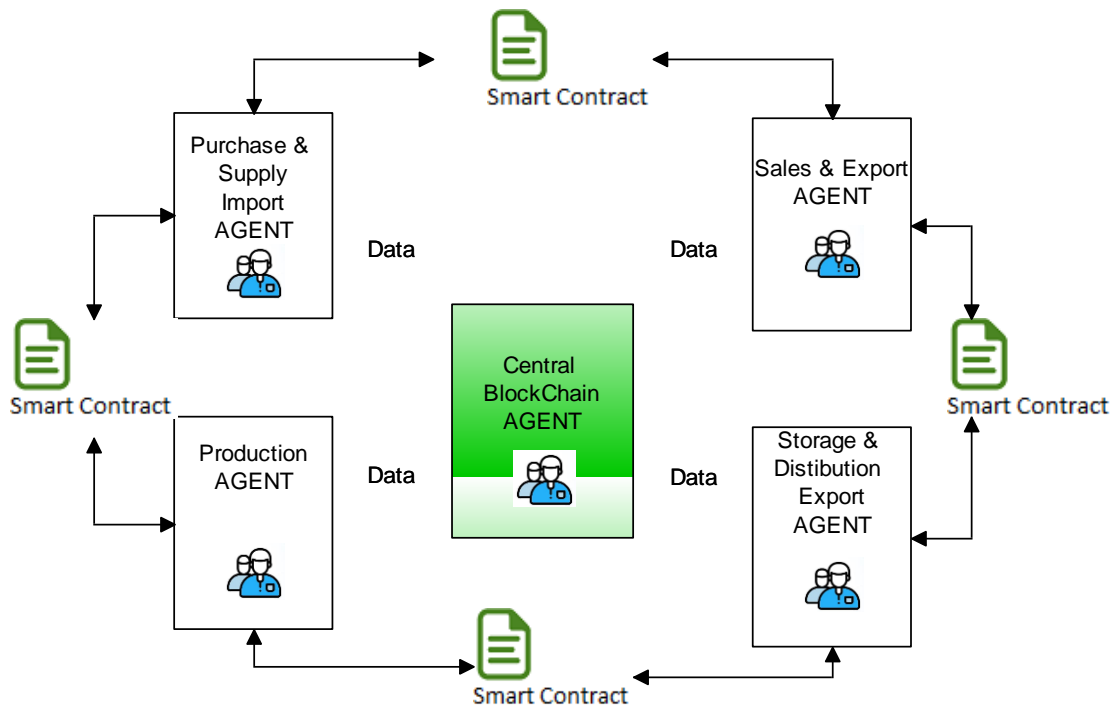 Smart Contract
Purchase &
Supply
Import
AGENT
Sales & Export
AGENT
Data
Data
Smart Contract
Central
BlockChain
AGENT
Smart Contract
Production
AGENT
Data
Data
Storage &
Distibution
Export
AGENT
Smart Contract